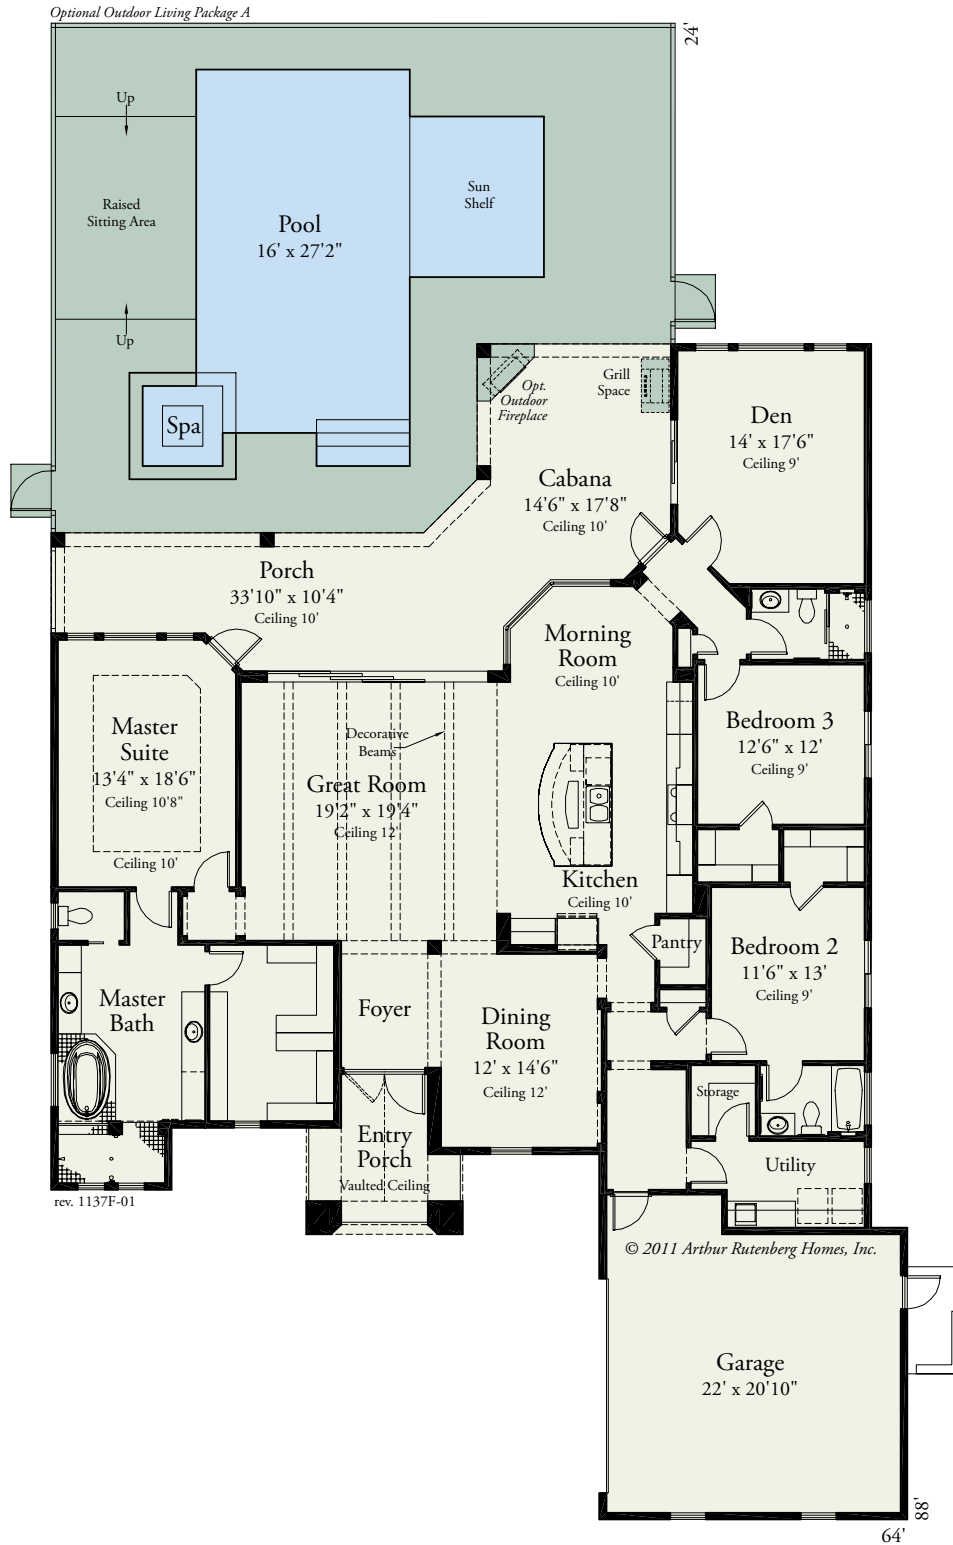 Optional Outdoor Living Package A
24'
Up
Raised
Sitting Area
Up
Pool
16' x 27'2"
Sun
Shelf
Spa
Opt.
Outdoor
Fireplace
Grill
Space
Den
14' x 17'6"
Ceiling 9'
Cabana
14'6" x 17'8"
Ceiling 10'
Porch
33'10" x 10'4"
Ceiling 10'
Morning
Room
Ceiling 10'
Master
Suite
13'4" x 18'6"
Ceiling 10'8"
Ceiling 10'
Decorative
Beams
Great Room
19'2" x 19'4"
Ceiling 12'
Bedroom 3
12'6" x 12'
Ceiling 9'
Kitchen
Ceiling 10'
Pantry
Bedroom 2
11'6" x 13'
Ceiling 9'
Master
Bath
Foyer
Dining
Room
12' x 14'6"
Ceiling 12'
Storage
Entry
Porch
Vaulted Ceiling
Utility
rev. 1137F-01
© 2011 Arthur Rutenberg Homes, Inc.
Garage
22' x 20'10"
88'
64'